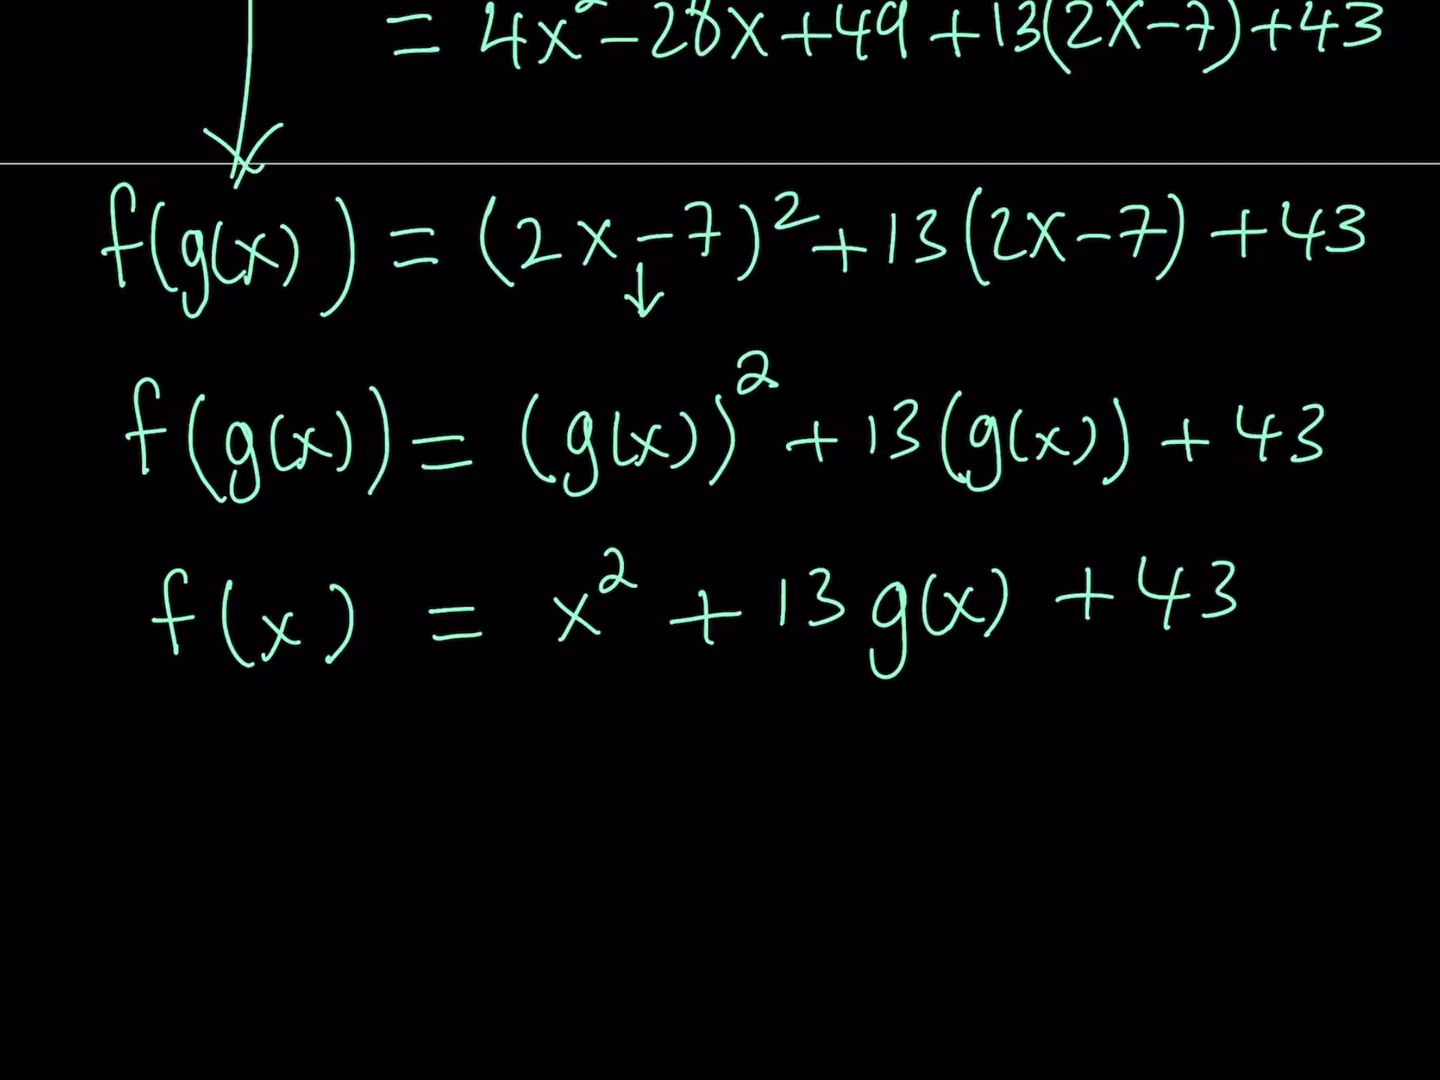 = 4x² - 28x + 49 + 13(2x-7) + 43
f(g(x)) = (2x-7)² + 13(2x-7) + 43
↓
f(g(x)) = (g(x))² + 13(g(x)) + 43
f(x) = x² + 13g(x) + 43